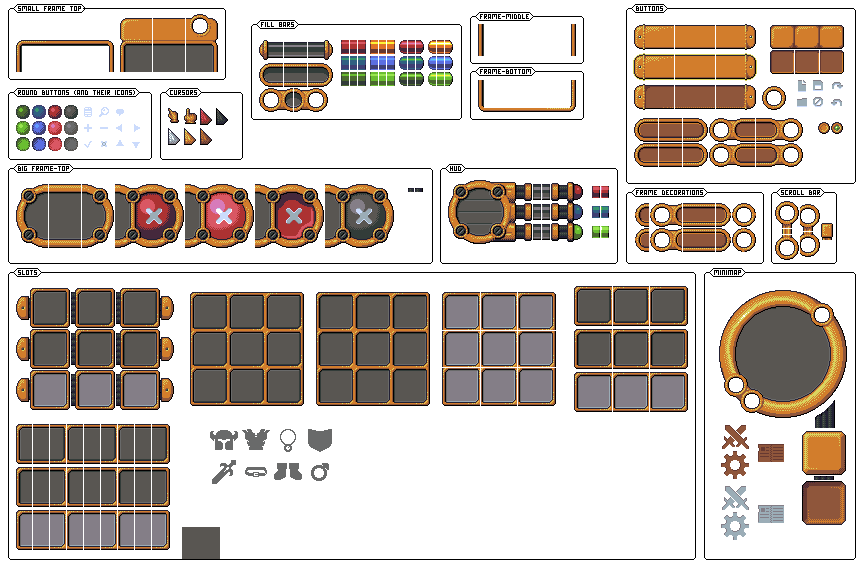 SMALL FRAME TOP
FILL BARS
FRAME-MIDDLE
BUTTONS
FRAME-BOTTOM
ROUND BUTTONS (AND THEIR ICONS)
CURSORS
BIG FRAME-TOP
HUD
FRAME DECORATIONS
SCROLL BAR
SLOTS
MINIMAP